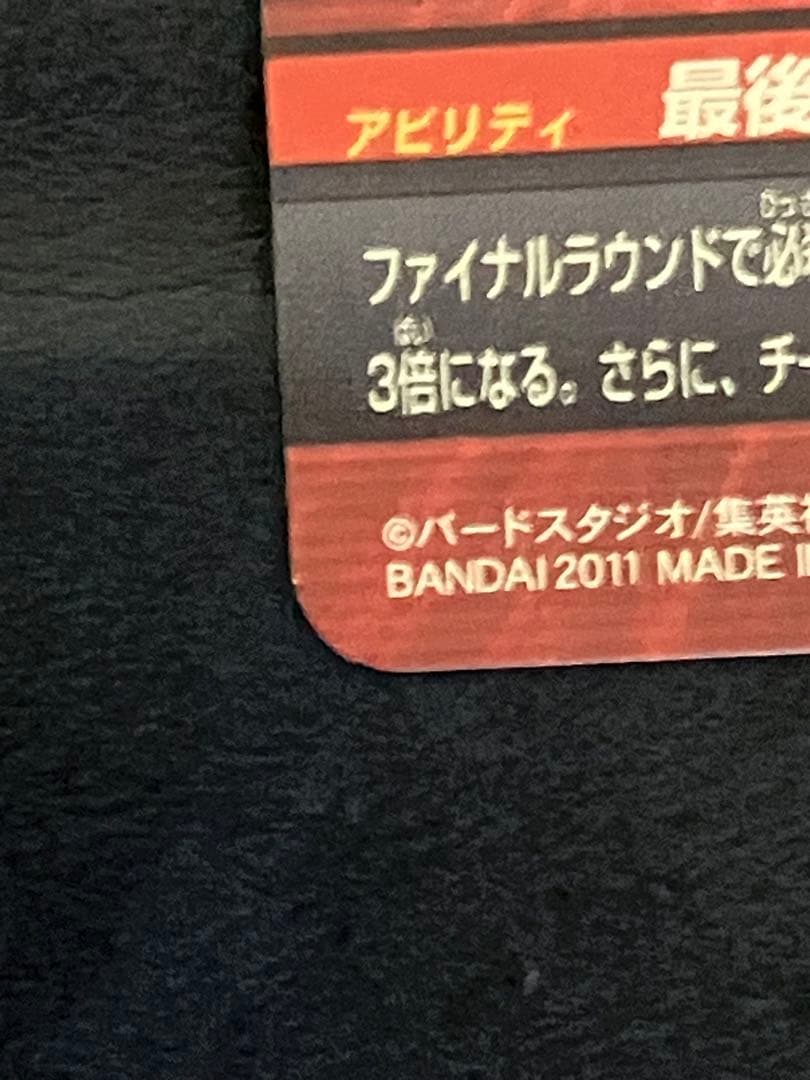 アビリティ 最後
ファイナルラウンドで必
3倍になる。さらに、チー
©バードスタジオ/集英社
BANDAI 2011 MADE I